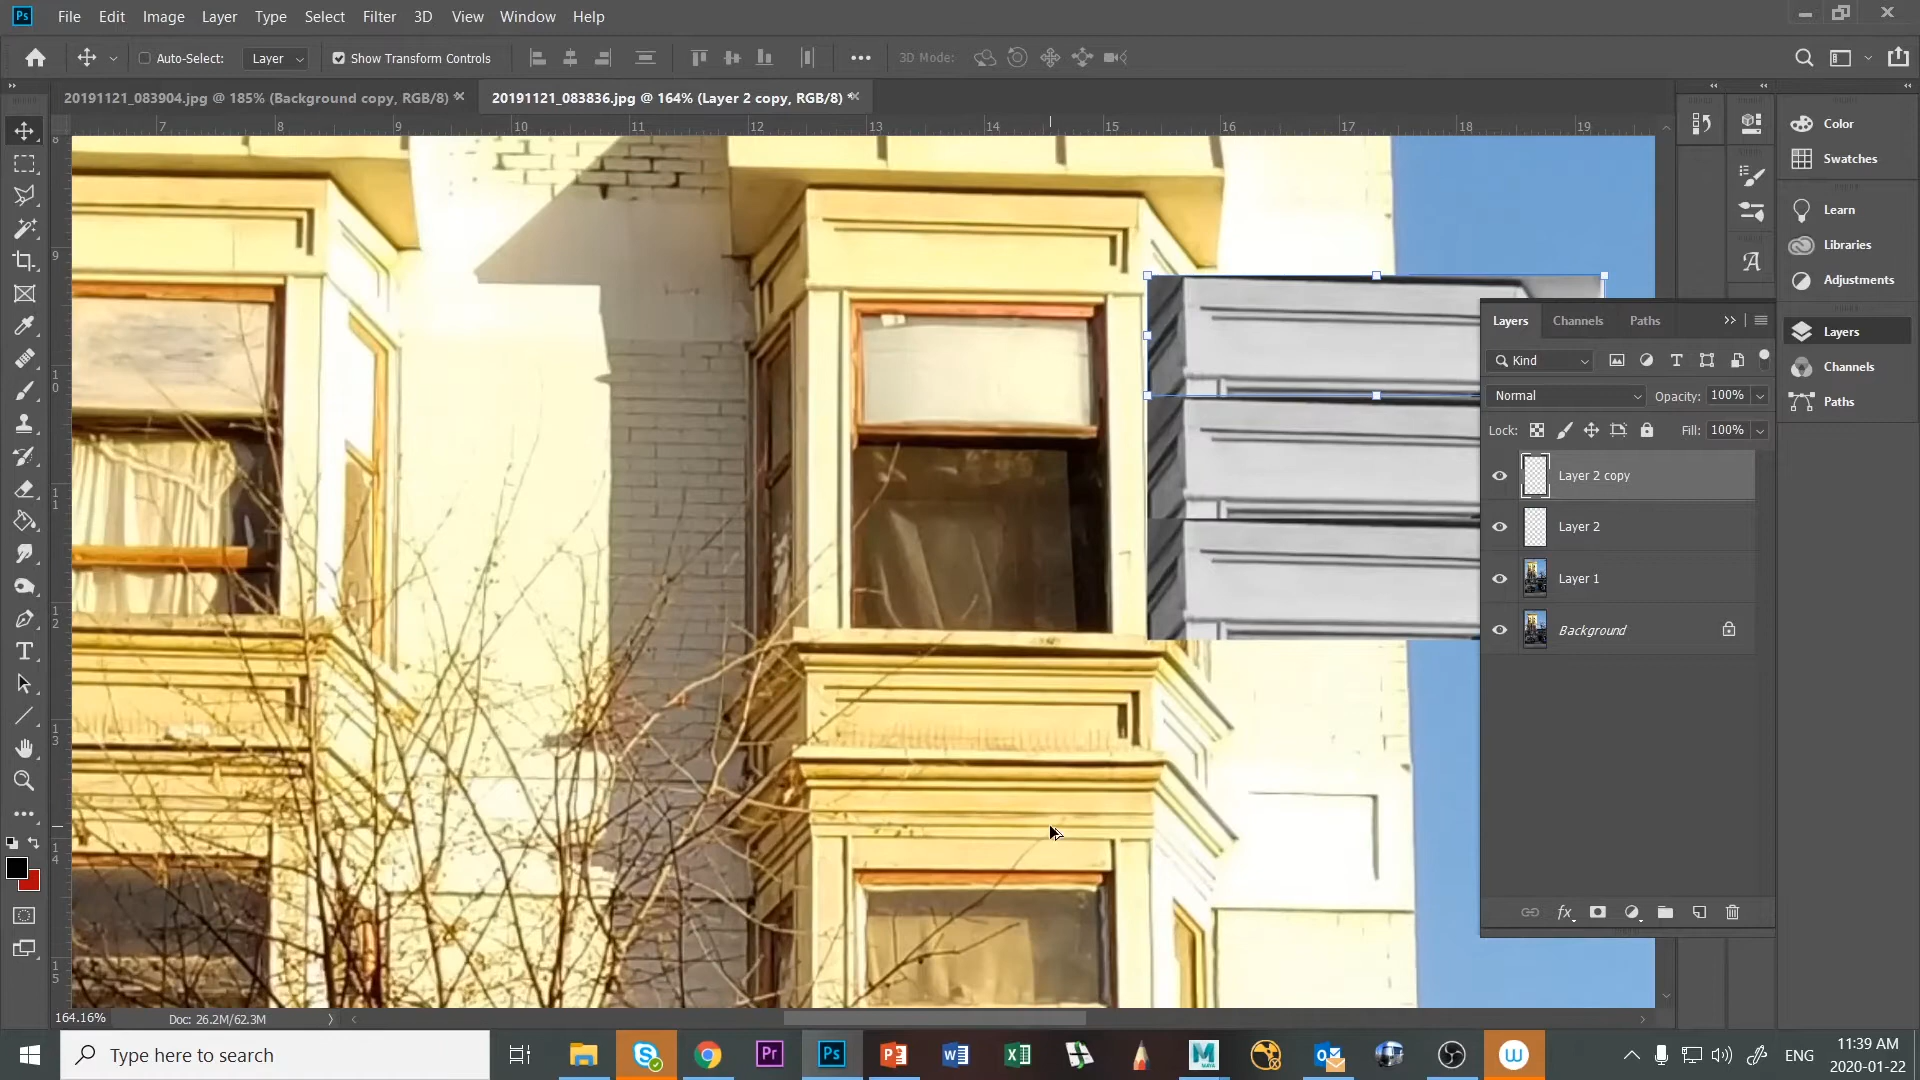 Ps File Edit Image Layer Type Select Filter 3D View Window Help
Auto-Select: Layer Show Transform Controls 3D Mode:
20191121_083904.jpg @ 185% (Background copy, RGB/8) 20191121_083836.jpg @ 164% (Layer 2 copy, RGB/8) *
7 8 9 10 11 12 13 14 15 16 17 18 19
Color
Swatches
Learn
Libraries
Adjustments
Layers
Channels
Paths
Layers Channels Paths
Kind
Normal Opacity: 100%
Lock: Fill: 100%
Layer 2 copy
Layer 2
Layer 1
Background
fx
164.16% Doc: 26.2M/62.3M
Type here to search
Pr Ps
ENG
11:39 AM
2020-01-22